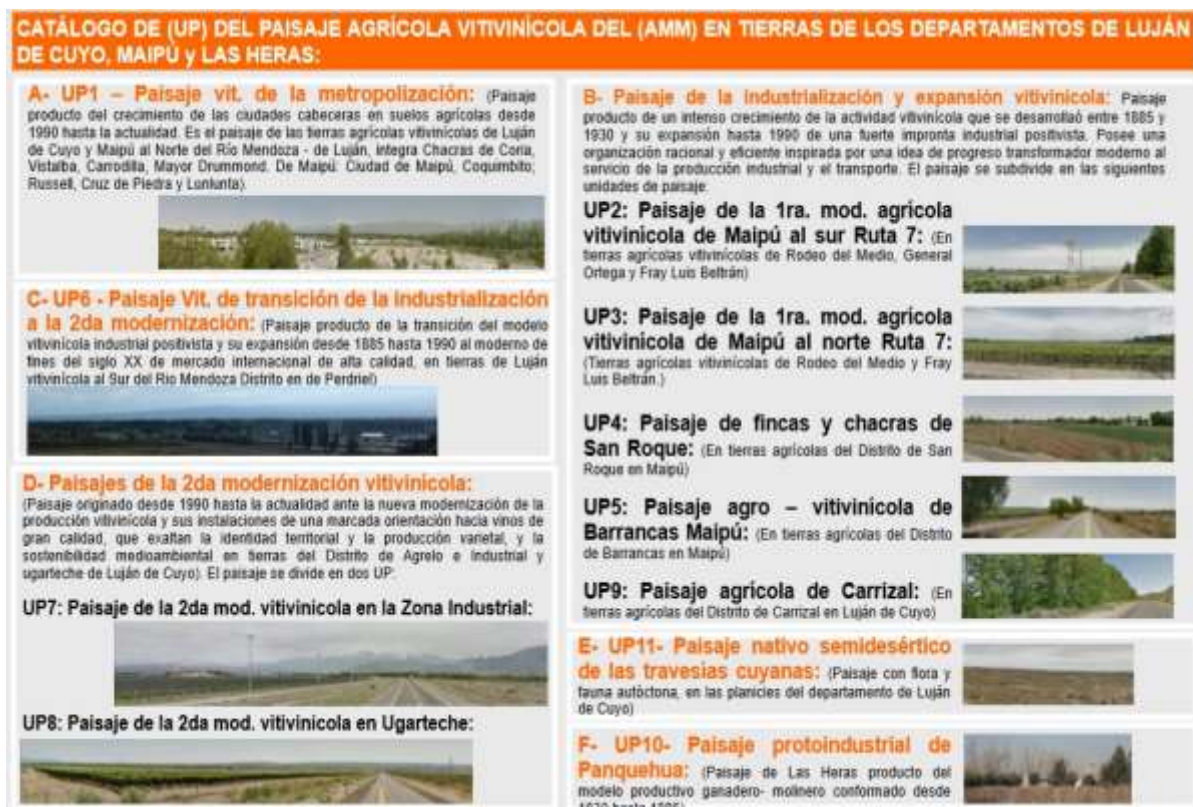 CATÁLOGO DE (UP) DEL PAISAJE AGRÍCOLA VITIVINÍCOLA DEL (AMM) EN TIERRAS DE LOS DEPARTAMENTOS DE LUJÁN
DE CUYO, MAIPÚ y LAS HERAS:
A- UP1 – Paisaje vit. de la metropolización: (Paisaje
producto del crecimiento de las ciudades cabeceras en suelos agrícolas desde
1990 hasta la actualidad. Es el paisaje de las tierras agrícolas vitivinícolas de Luján
de Cuyo y Maipú al Norte del Río Mendoza - de Luján, integra Chacras de Coria,
Vistalba, Carrodilla, Mayor Drummond. De Maipú: Ciudad de Maipú, Coquimbito,
Russell, Cruz de Piedra y Lunlunta).
C- UP6 - Paisaje Vit. de transición de la industrialización
a la 2da modernización: (Paisaje producto de la transición del modelo
vitivinícola industrial positivista y su expansión desde 1885 hasta 1990 al moderno de
fines del siglo XX de mercado internacional de alta calidad, en tierras de Luján
vitivinícola al Sur del Río Mendoza Distrito en de Perdriel)
D- Paisajes de la 2da modernización vitivinícola:
(Paisaje originado desde 1990 hasta la actualidad ante la nueva modernización de la
producción vitivinícola y sus instalaciones de una marcada orientación hacia vinos de
gran calidad, que exaltan la identidad territorial y la producción varietal, y la
sostenibilidad medioambiental en tierras del Distrito de Agrelo e Industrial y
ugarteche de Luján de Cuyo). El paisaje se divide en dos UP:
UP7: Paisaje de la 2da mod. vitivinícola en la Zona Industrial:
UP8: Paisaje de la 2da mod. vitivinícola en Ugarteche:
B- Paisaje de la industrialización y expansión vitivinícola: Paisaje
producto de un intenso crecimiento de la actividad vitivinícola que se desarrollaó entre 1885 y
1930 y su expansión hasta 1990 de una fuerte impronta industrial positivista. Posee una
organización racional y eficiente inspirada por una idea de progreso transformador moderno al
servicio de la producción industrial y el transporte. El paisaje se subdivide en las siguientes
unidades de paisaje:
UP2: Paisaje de la 1ra. mod. agrícola
vitivinícola de Maipú al sur Ruta 7: (En
tierras agrícolas vitivinícolas de Rodeo del Medio, General
Ortega y Fray Luis Beltrán)
UP3: Paisaje de la 1ra. mod. agrícola
vitivinícola de Maipú al norte Ruta 7:
(Tierras agrícolas vitivinícolas de Rodeo del Medio y Fray
Luis Beltrán.)
UP4: Paisaje de fincas y chacras de
San Roque: (En tierras agrícolas del Distrito de San
Roque en Maipú)
UP5: Paisaje agro – vitivinícola de
Barrancas Maipú: (En tierras agrícolas del Distrito
de Barrancas en Maipú)
UP9: Paisaje agrícola de Carrizal: (En
tierras agrícolas del Distrito de Carrizal en Luján de Cuyo)
E- UP11- Paisaje nativo semidesértico
de las travesías cuyanas: (Paisaje con flora y
fauna autóctona, en las planicies del departamento de Luján
de Cuyo)
F- UP10- Paisaje protoindustrial de
Panquehua: (Paisaje de Las Heras producto del
modelo productivo ganadero- molinero conformado desde